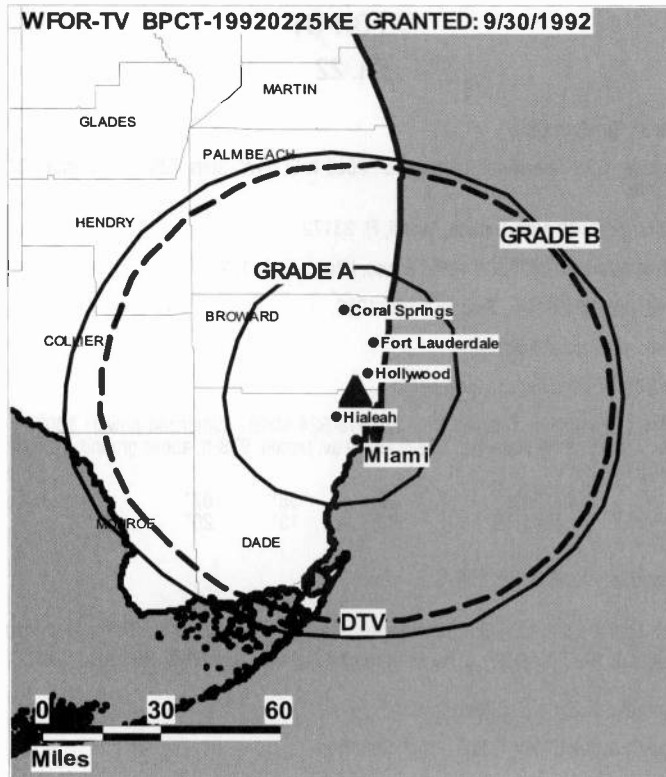 WFOR-TV BPCT-19920225KE GRANTED: 9/30/1992
MARTIN
GLADES
PALM BEACH
HENDRY
GRADE B
GRADE A
Coral Springs
BROWARD
COLLIER
Fort Lauderdale
Hollywood
Hialeah
Miami
MONROE
DADE
DTV
0 30 60
Miles